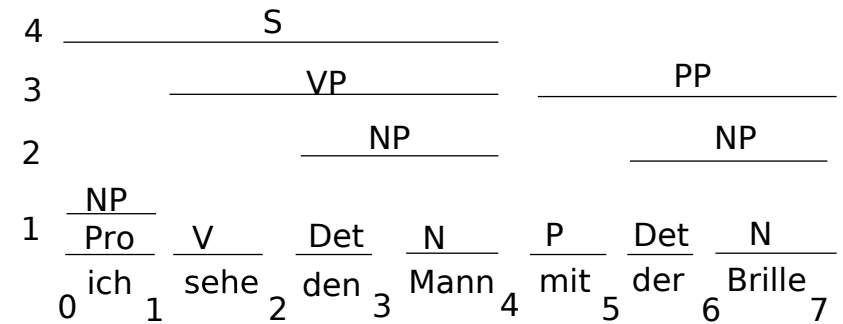 4 S
3 VP PP
2 NP NP
NP
1 Pro V Det N P Det N
ich sehe den Mann mit der Brille
0 1 2 3 4 5 6 7